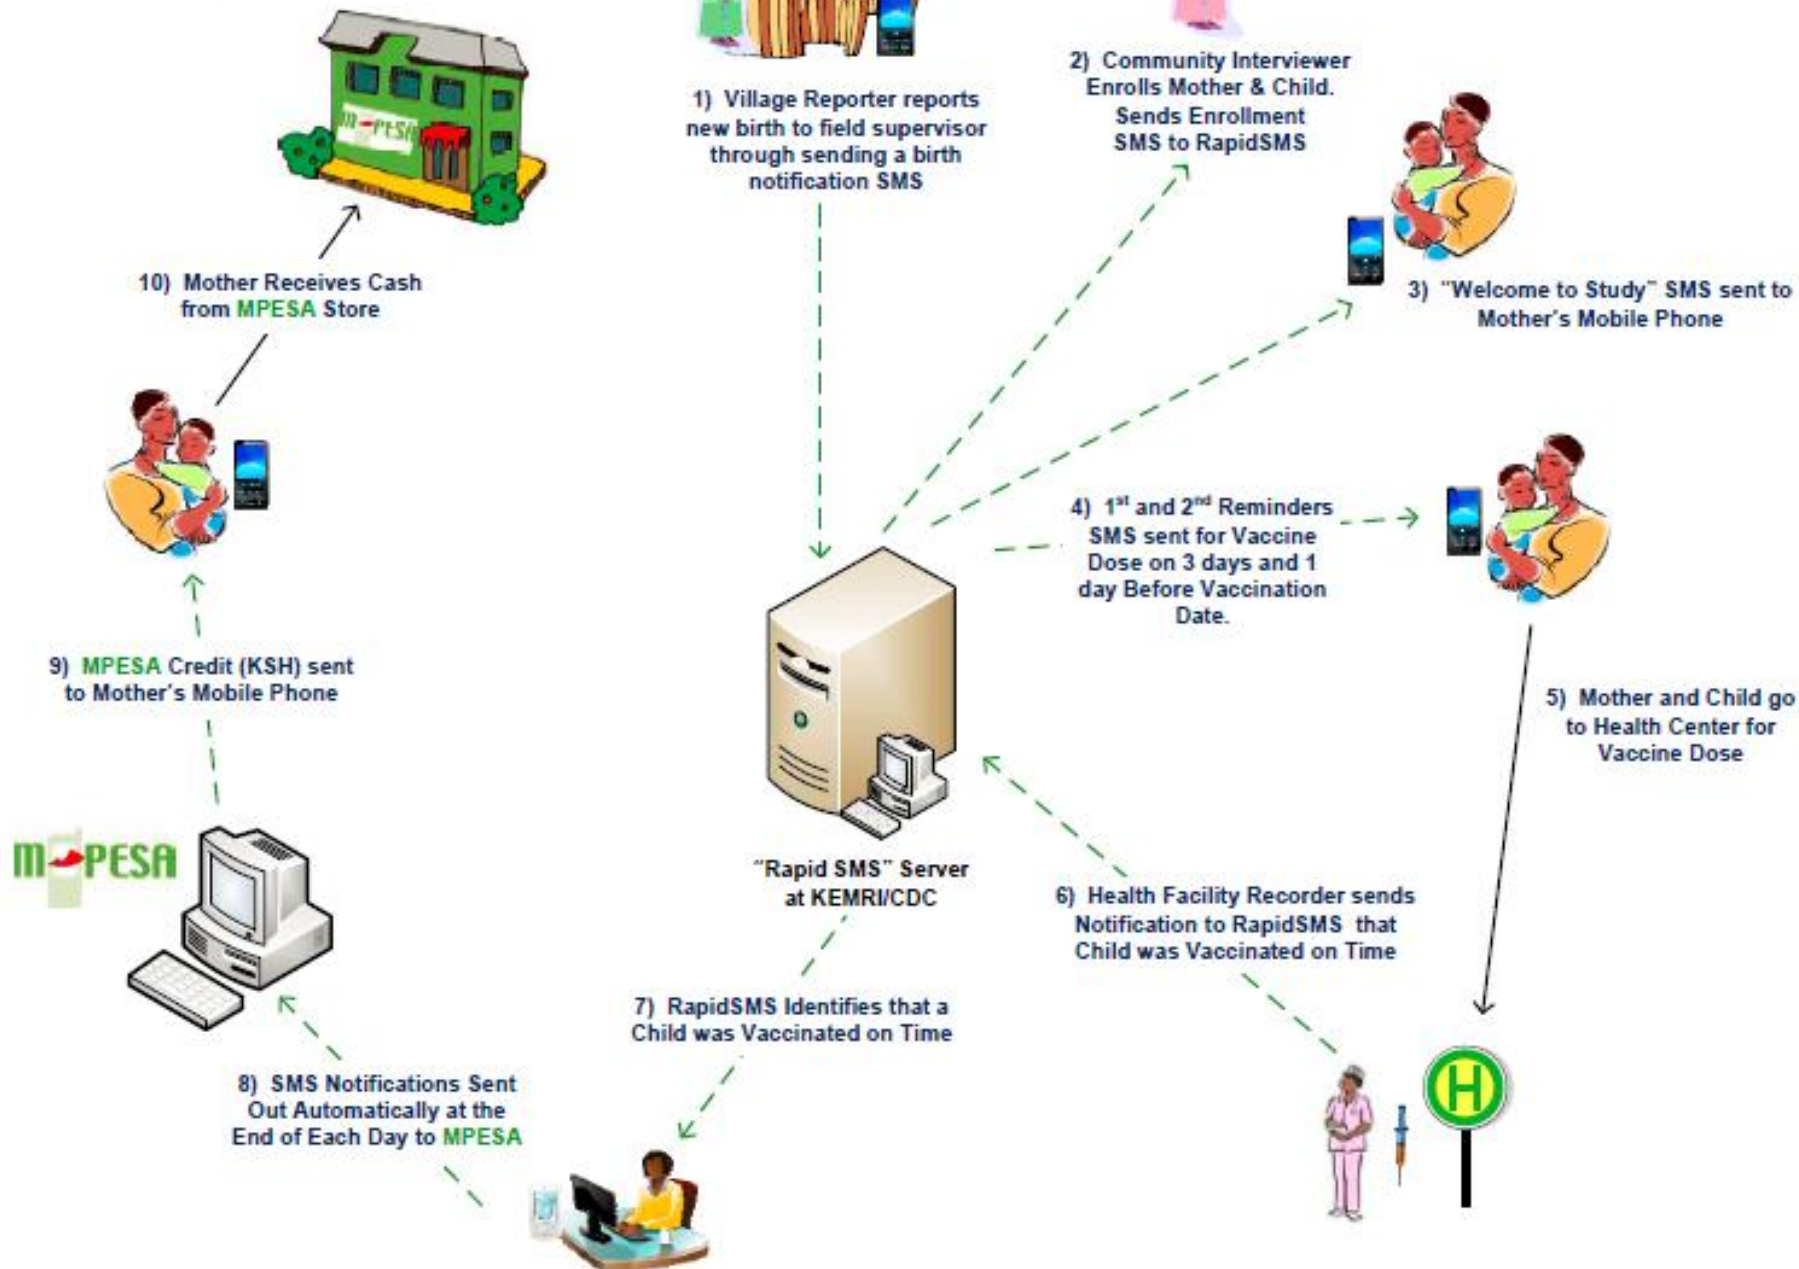 1) Village Reporter reports
new birth to field supervisor
through sending a birth
notification SMS
2) Community Interviewer
Enrolls Mother & Child.
Sends Enrollment
SMS to RapidSMS
3) "Welcome to Study" SMS sent to
Mother's Mobile Phone
4) 1st and 2nd Reminders
SMS sent for Vaccine
Dose on 3 days and 1
day Before Vaccination
Date.
5) Mother and Child go
to Health Center for
Vaccine Dose
H
6) Health Facility Recorder sends
Notification to RapidSMS that
Child was Vaccinated on Time
"Rapid SMS" Server
at KEMRI/CDC
7) RapidSMS Identifies that a
Child was Vaccinated on Time
8) SMS Notifications Sent
Out Automatically at the
End of Each Day to MPESA
M-PESA
9) MPESA Credit (KSH) sent
to Mother's Mobile Phone
10) Mother Receives Cash
from MPESA Store
M-PESA